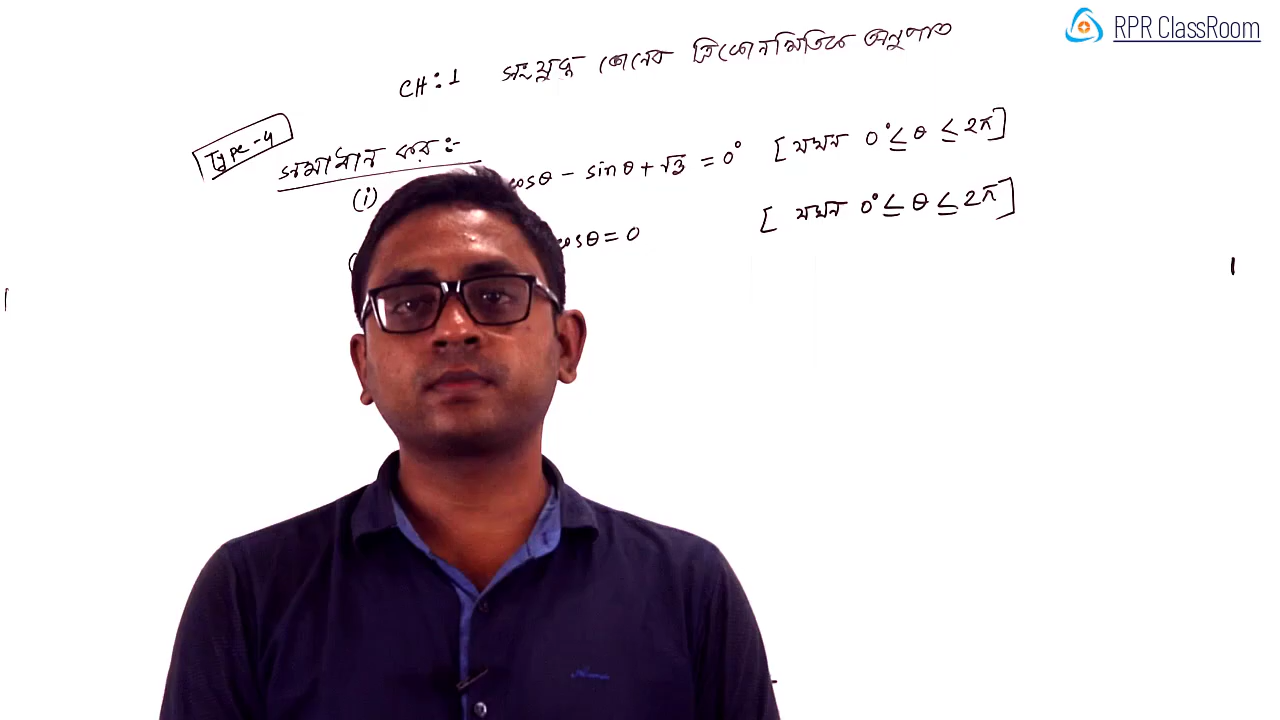 RPR ClassRoom
CH: 1 সংযুক্ত কোনের ত্রিকোনমিতিক অনুপাত
Type-4
সমাধান কর :-
(i) cosθ - sinθ + √3 = 0° [যখন 0° ≤ θ ≤ 2π]
cosθ = 0 [যখন 0° ≤ θ ≤ 2π]